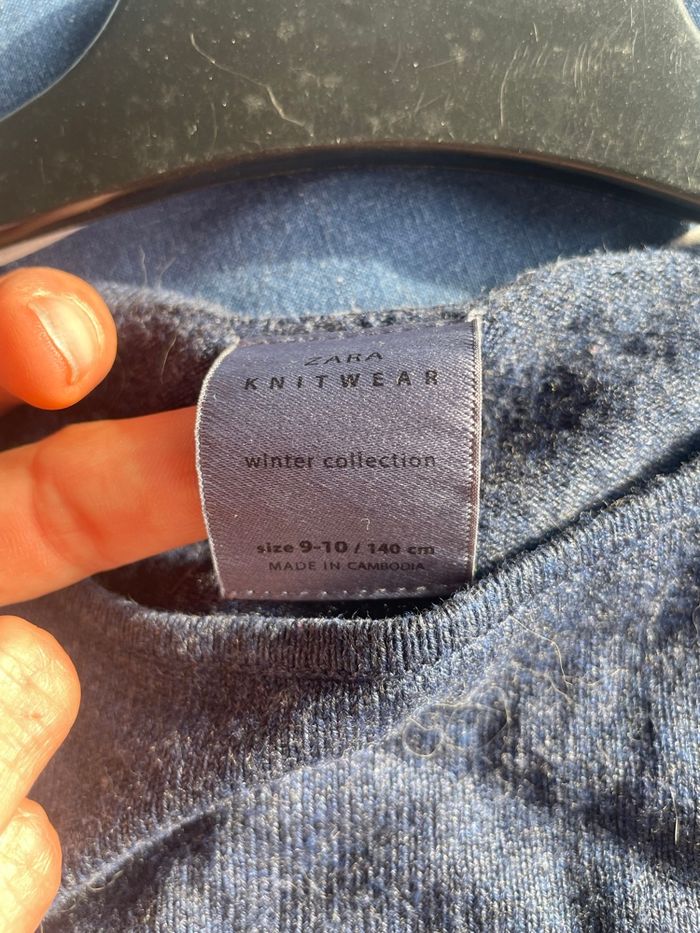 ZARA
KNITWEAR
winter collection
size 9-10 / 140 cm
MADE IN CAMBODIA